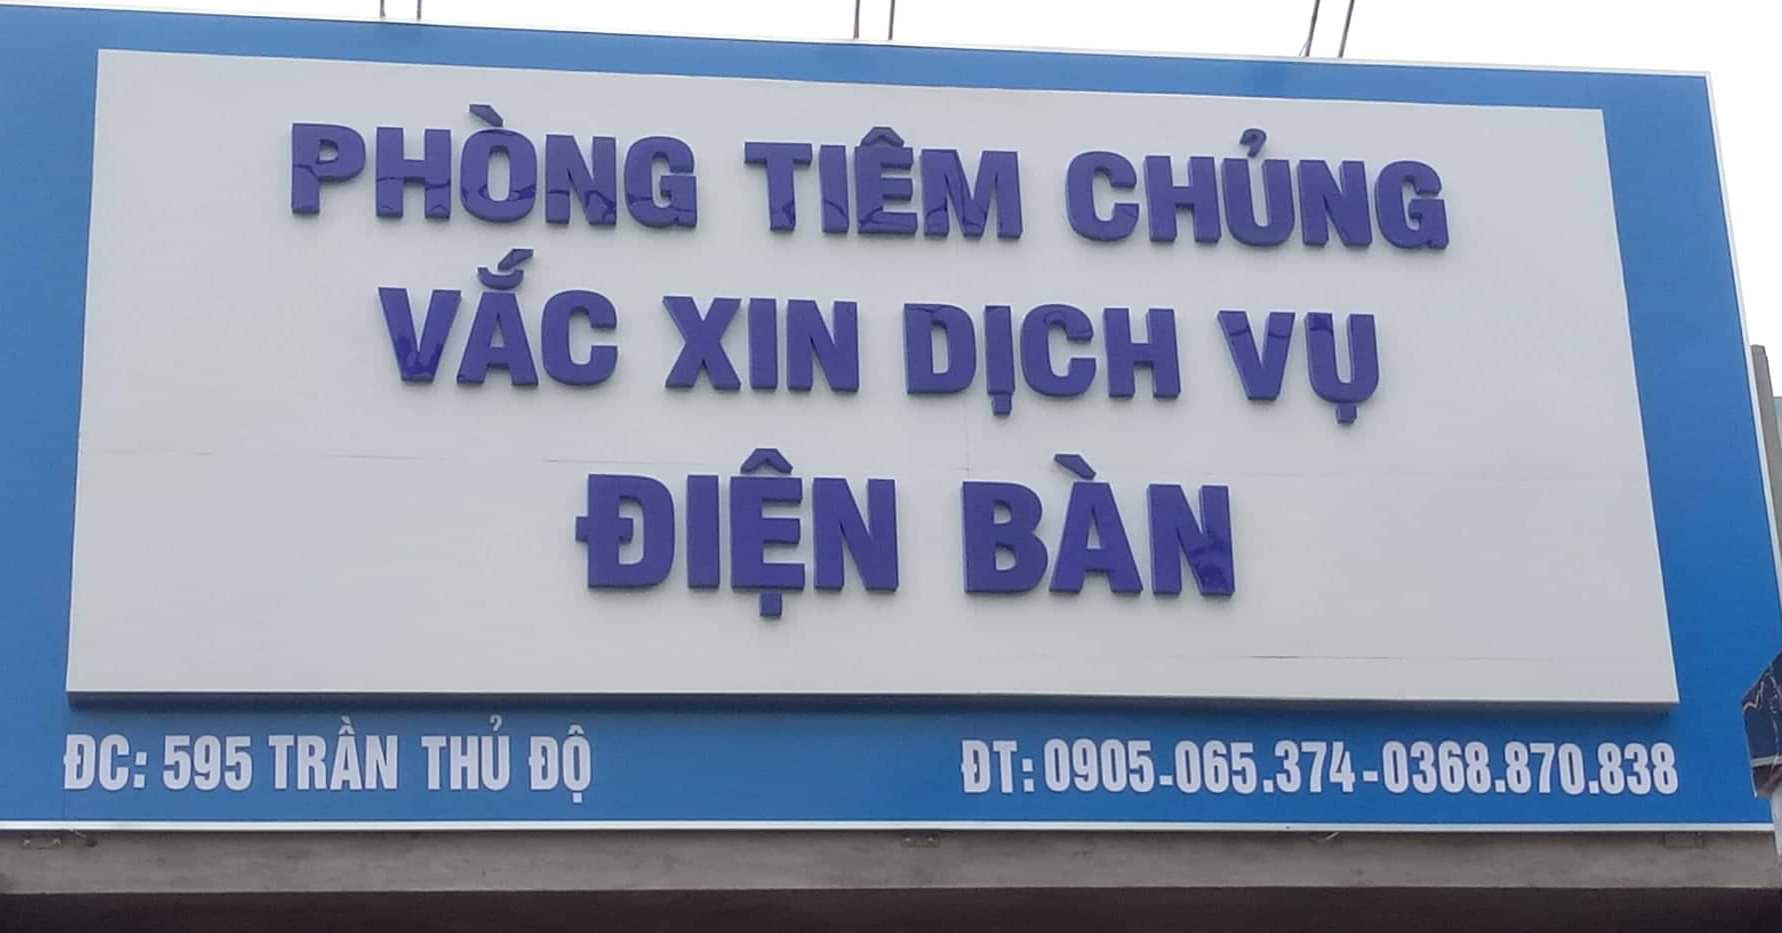 PHÒNG TIÊM CHỦNG
VẮC XIN DỊCH VỤ
ĐIỆN BÀN
ĐC: 595 TRẦN THỦ ĐỘ
ĐT: 0905-065.374-0368.870.838